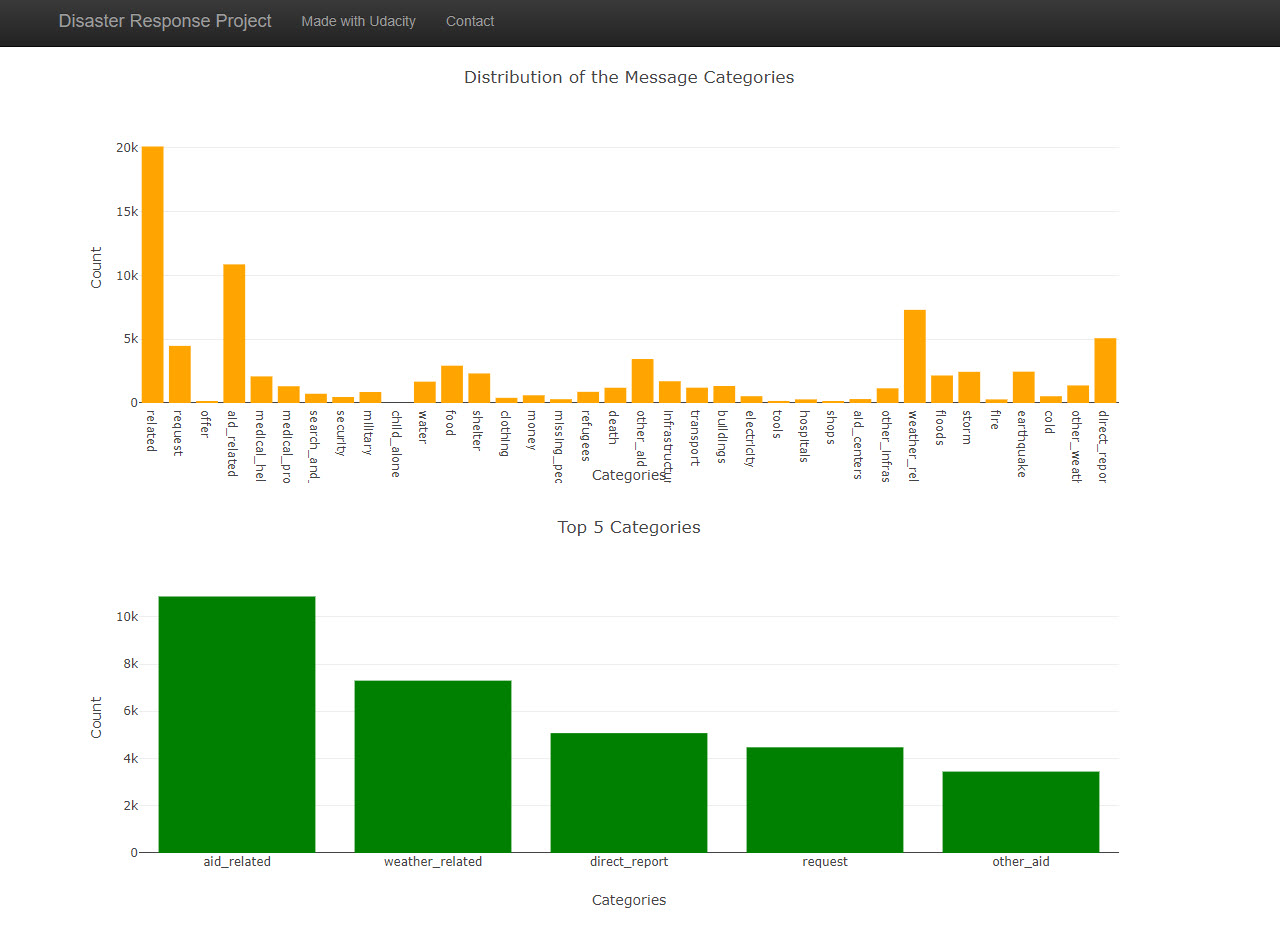 Disaster Response Project Made with Udacity Contact
Distribution of the Message Categories
20k
15k
10k
5k
0
Count
related
request
offer
aid_related
medical_hel
medical_pro
search_and_
security
military
child_alone
water
food
shelter
clothing
money
missing_peo
refugees
death
other_aid
infrastructur
transport
buildings
electricity
tools
hospitals
shops
aid_centers
other_infras
weather_rel
floods
storm
fire
earthquake
cold
other_weath
direct_repor
Categories
Top 5 Categories
10k
8k
6k
4k
2k
0
Count
aid_related weather_related direct_report request other_aid
Categories